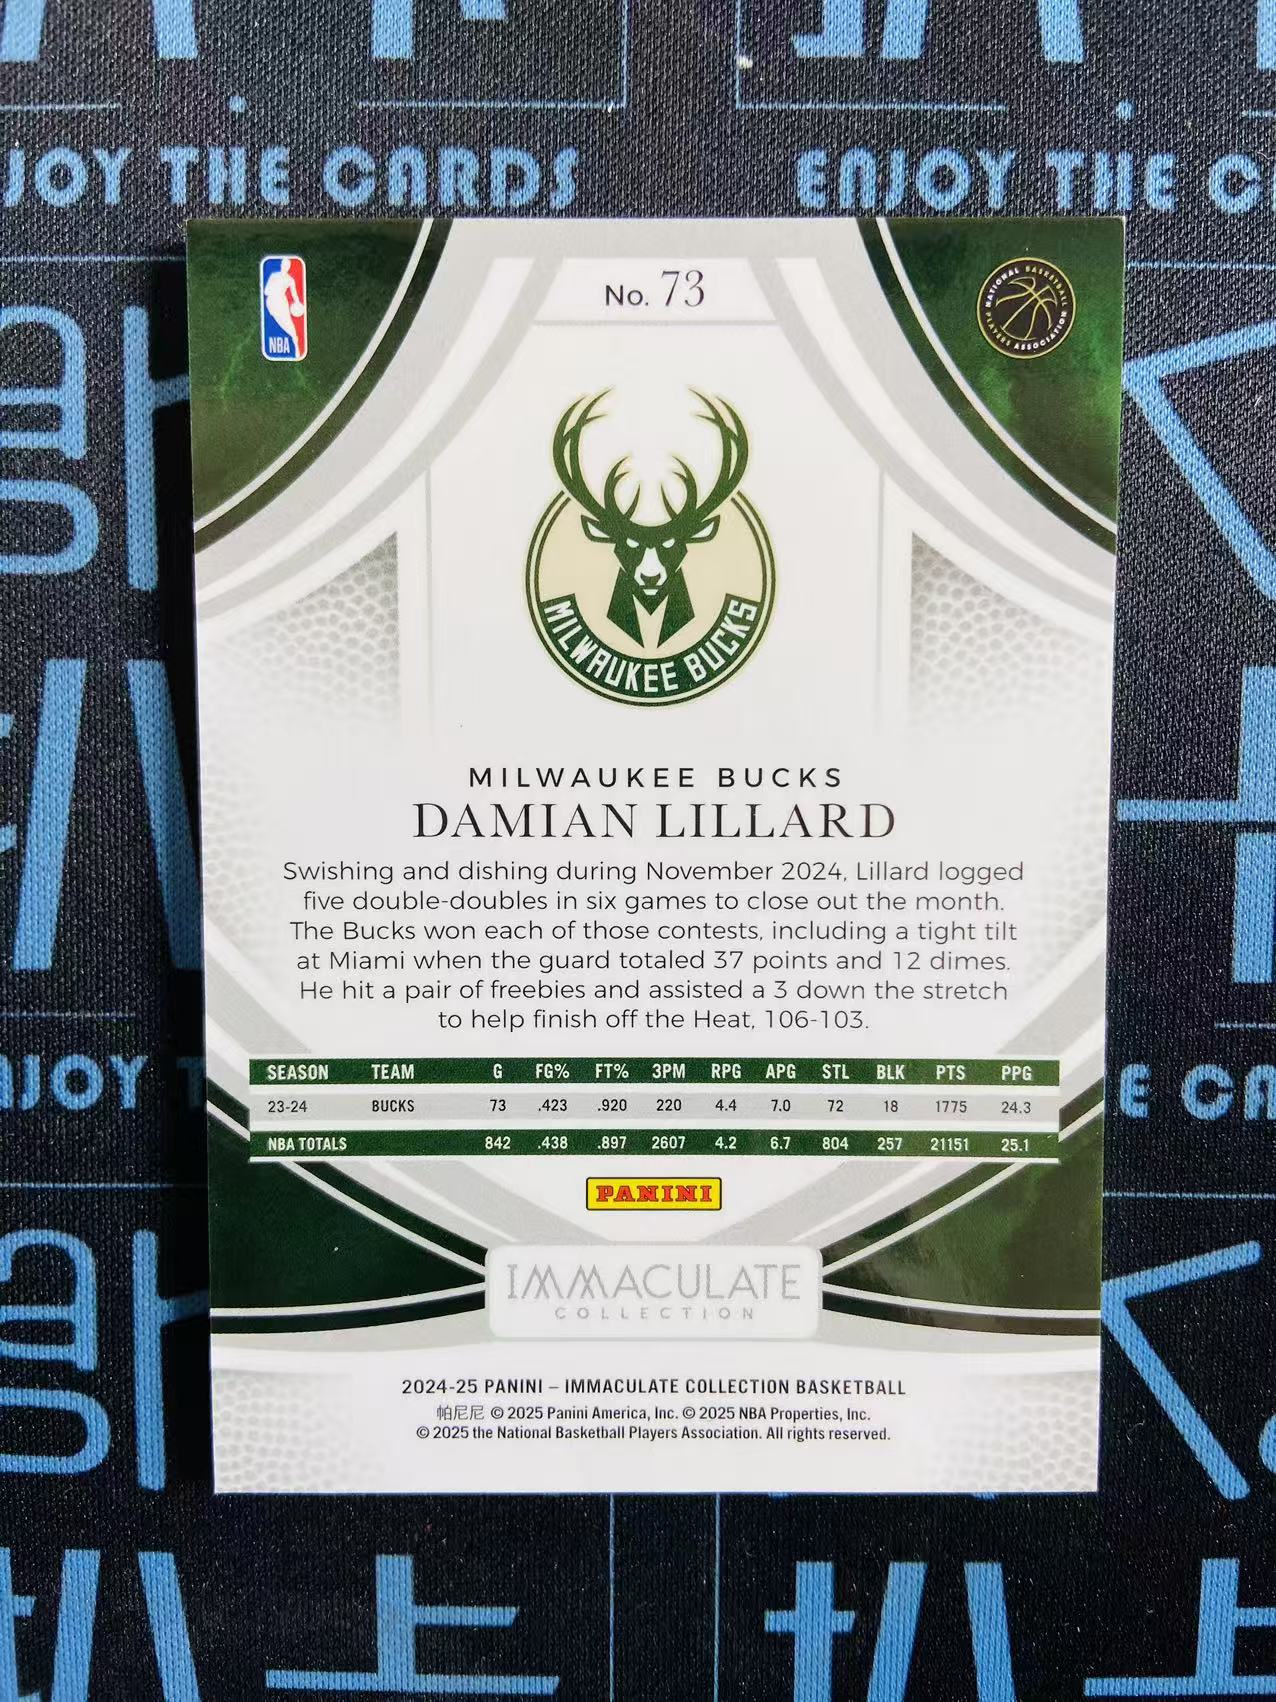 ENJOY THE CARDS
JOY THE CARDS
No. 73
NBA
NATIONAL BASKETBALL PLAYERS ASSOCIATION
MILWAUKEE BUCKS
MILWAUKEE BUCKS
DAMIAN LILLARD
Swishing and dishing during November 2024, Lillard logged
five double-doubles in six games to close out the month.
The Bucks won each of those contests, including a tight tilt
at Miami when the guard totaled 37 points and 12 dimes.
He hit a pair of freebies and assisted a 3 down the stretch
to help finish off the Heat, 106-103.
SEASON TEAM G FG% FT% 3PM RPG APG STL BLK PTS PPG
23-24 BUCKS 73 .423 .920 220 4.4 7.0 72 18 1775 24.3
NBA TOTALS 842 .438 .897 2607 4.2 6.7 804 257 21151 25.1
PANINI
IMMACULATE
COLLECTION
2024-25 PANINI – IMMACULATE COLLECTION BASKETBALL
帕尼尼 © 2025 Panini America, Inc. © 2025 NBA Properties, Inc.
© 2025 the National Basketball Players Association. All rights reserved.